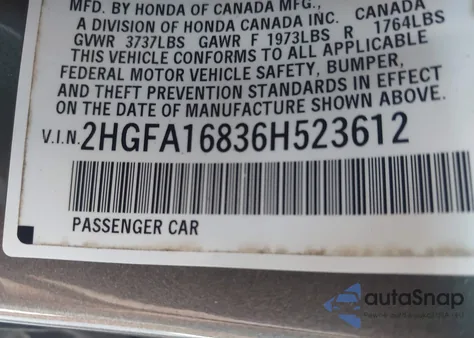 MFD. BY HONDA OF CANADA MFG.,
A DIVISION OF HONDA CANADA INC. CANADA
GVWR 3737LBS GAWR F 1973LBS R 1764LBS
THIS VEHICLE CONFORMS TO ALL APPLICABLE
FEDERAL MOTOR VEHICLE SAFETY, BUMPER,
AND THEFT PREVENTION STANDARDS IN EFFECT
ON THE DATE OF MANUFACTURE SHOWN ABOVE.
V.I.N. 2HGFA16836H523612
PASSENGER CAR
autaSnap